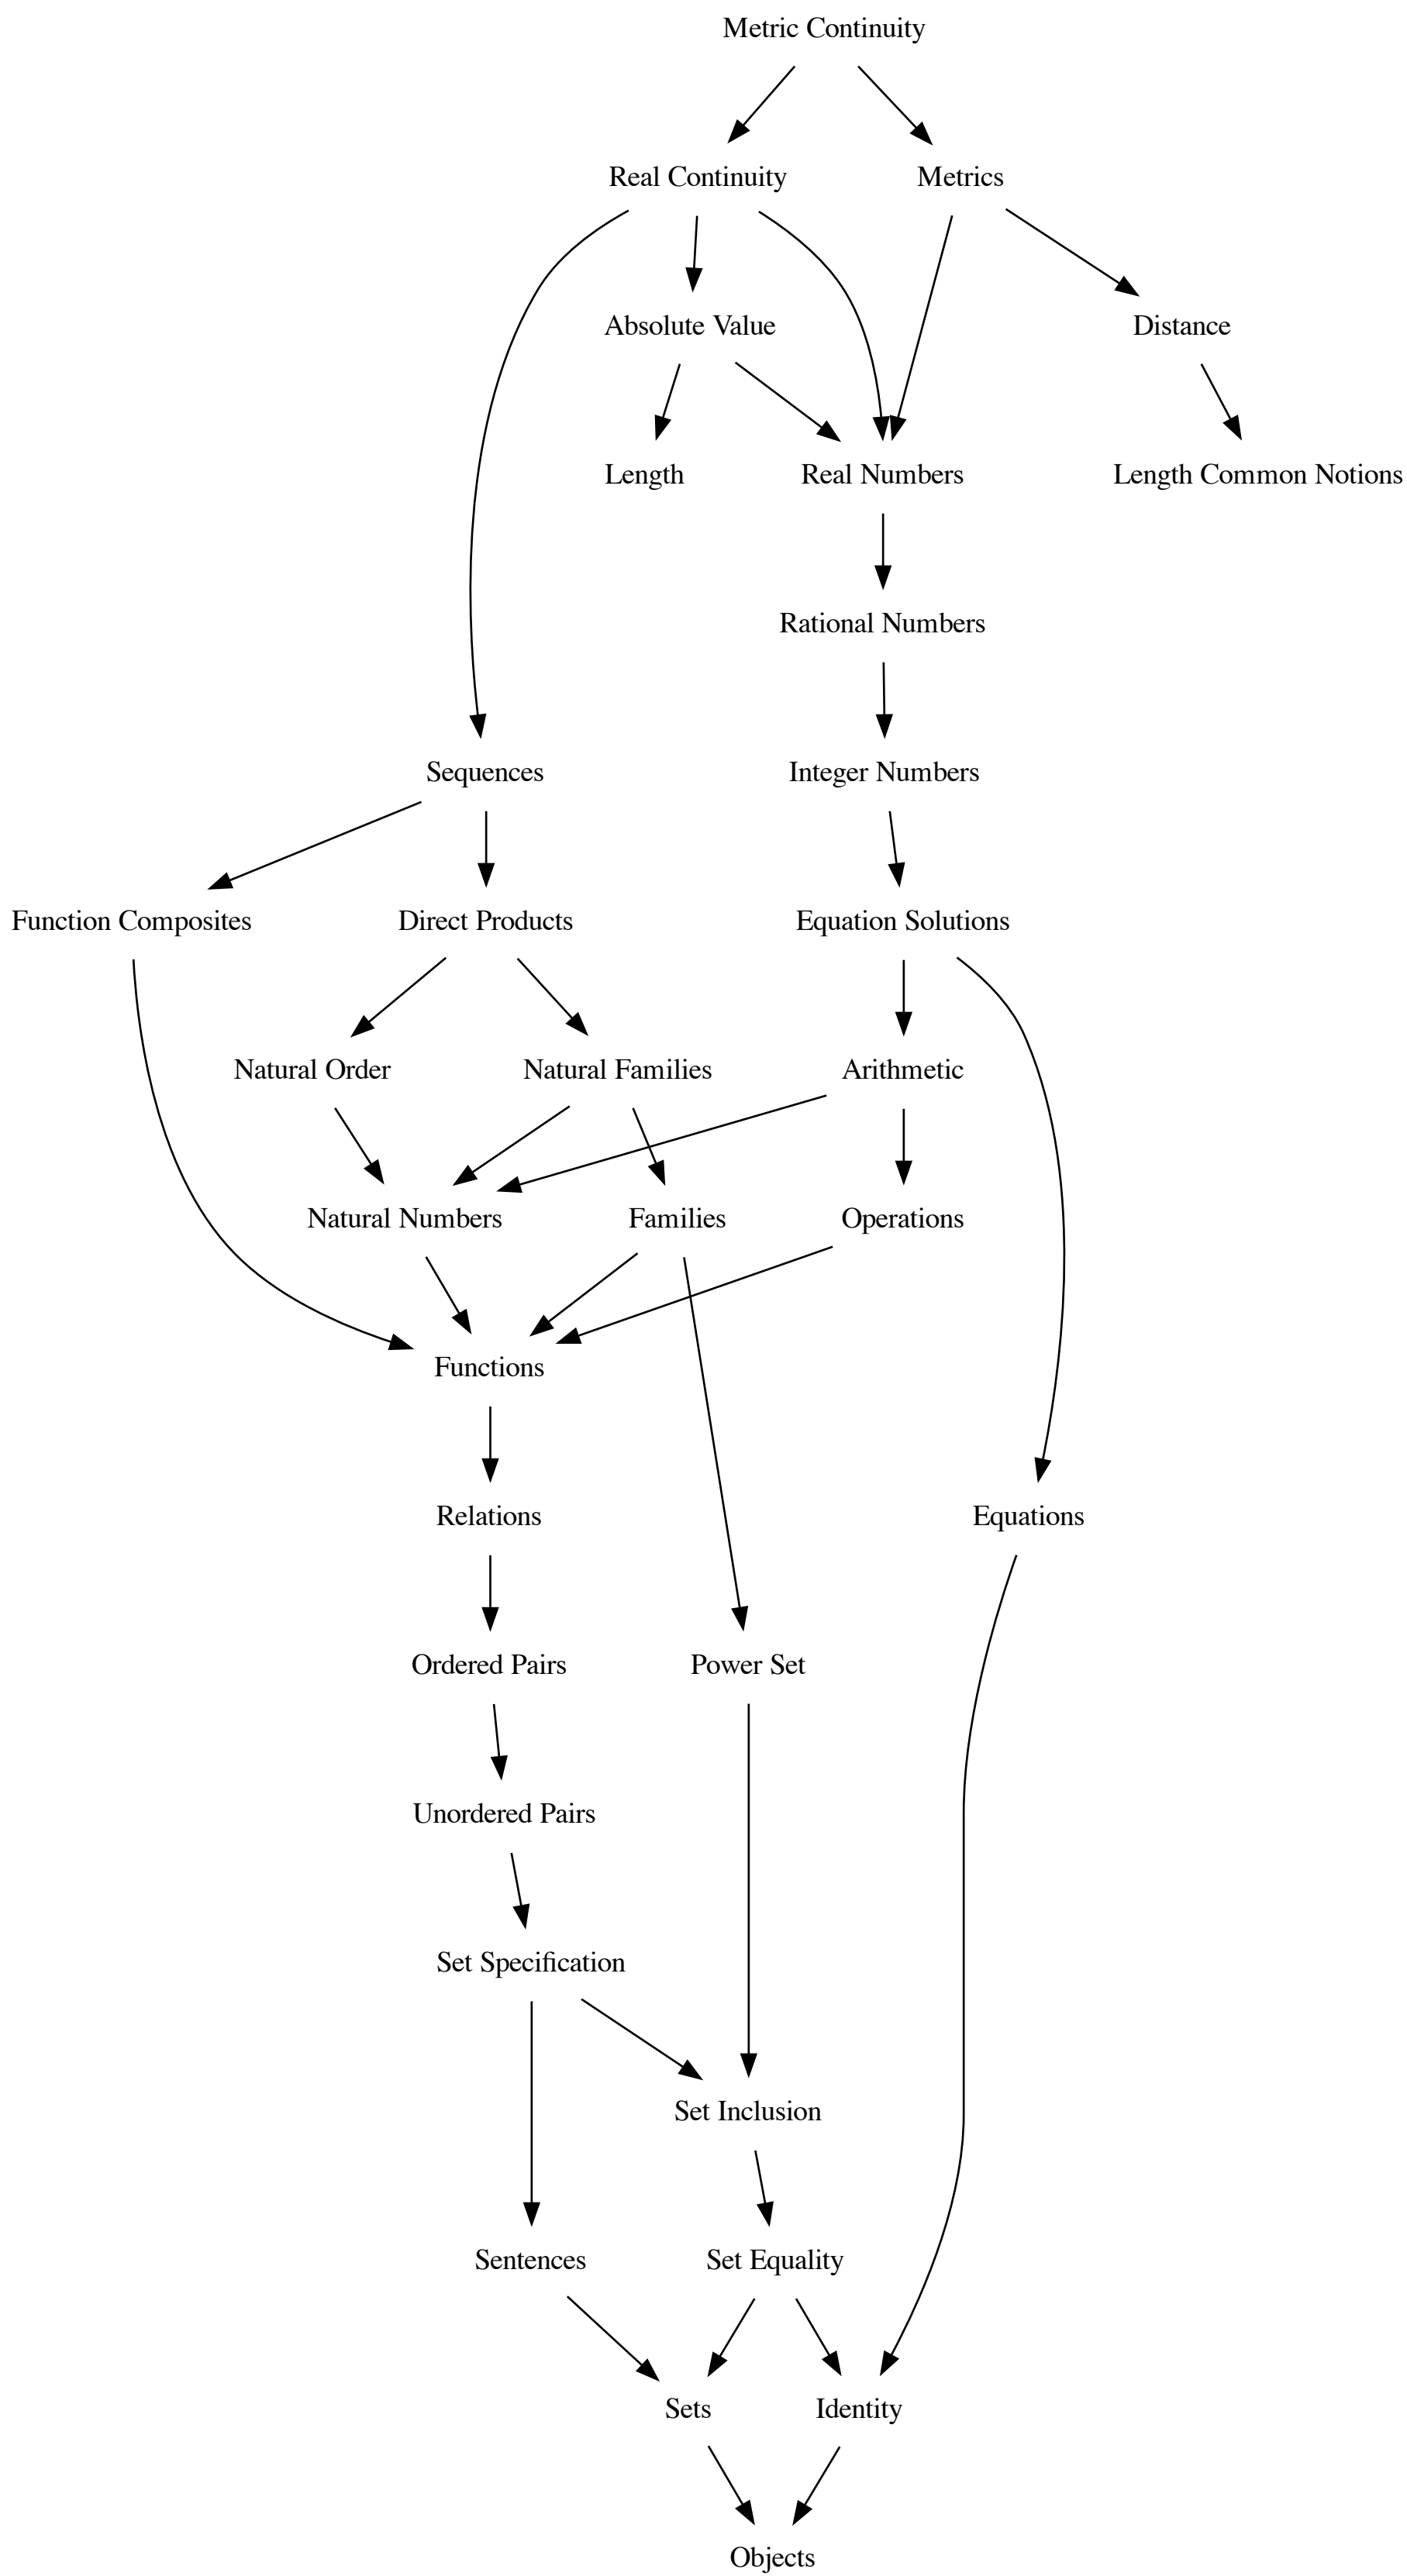 Metric Continuity
Real Continuity
Metrics
Absolute Value
Distance
Length
Real Numbers
Length Common Notions
Rational Numbers
Sequences
Integer Numbers
Function Composites
Direct Products
Equation Solutions
Natural Order
Natural Families
Arithmetic
Natural Numbers
Families
Operations
Functions
Relations
Equations
Ordered Pairs
Power Set
Unordered Pairs
Set Specification
Set Inclusion
Sentences
Set Equality
Sets
Identity
Objects